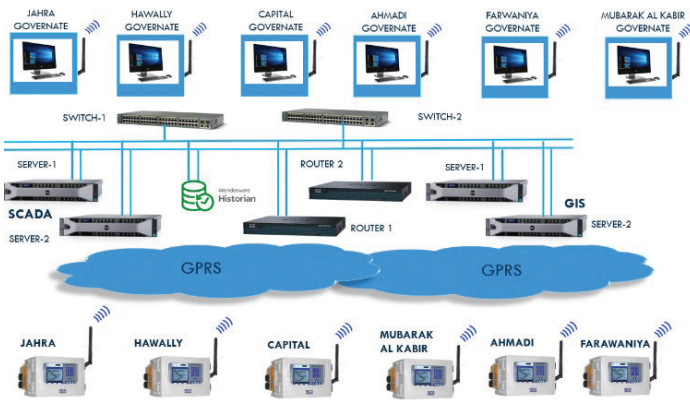 JAHRA
GOVERNATE
HAWALLY
GOVERNATE
CAPITAL
GOVERNATE
AHMADI
GOVERNATE
FARWANIYA
GOVERNATE
MUBARAK AL KABIR
GOVERNATE
SWITCH-1
SWITCH-2
SERVER-1
ROUTER 2
SERVER-1
Wonderware
Historian
SCADA
GIS
SERVER-2
ROUTER 1
SERVER-2
GPRS
GPRS
JAHRA
HAWALLY
CAPITAL
MUBARAK
AL KABIR
AHMADI
FARAWANIYA